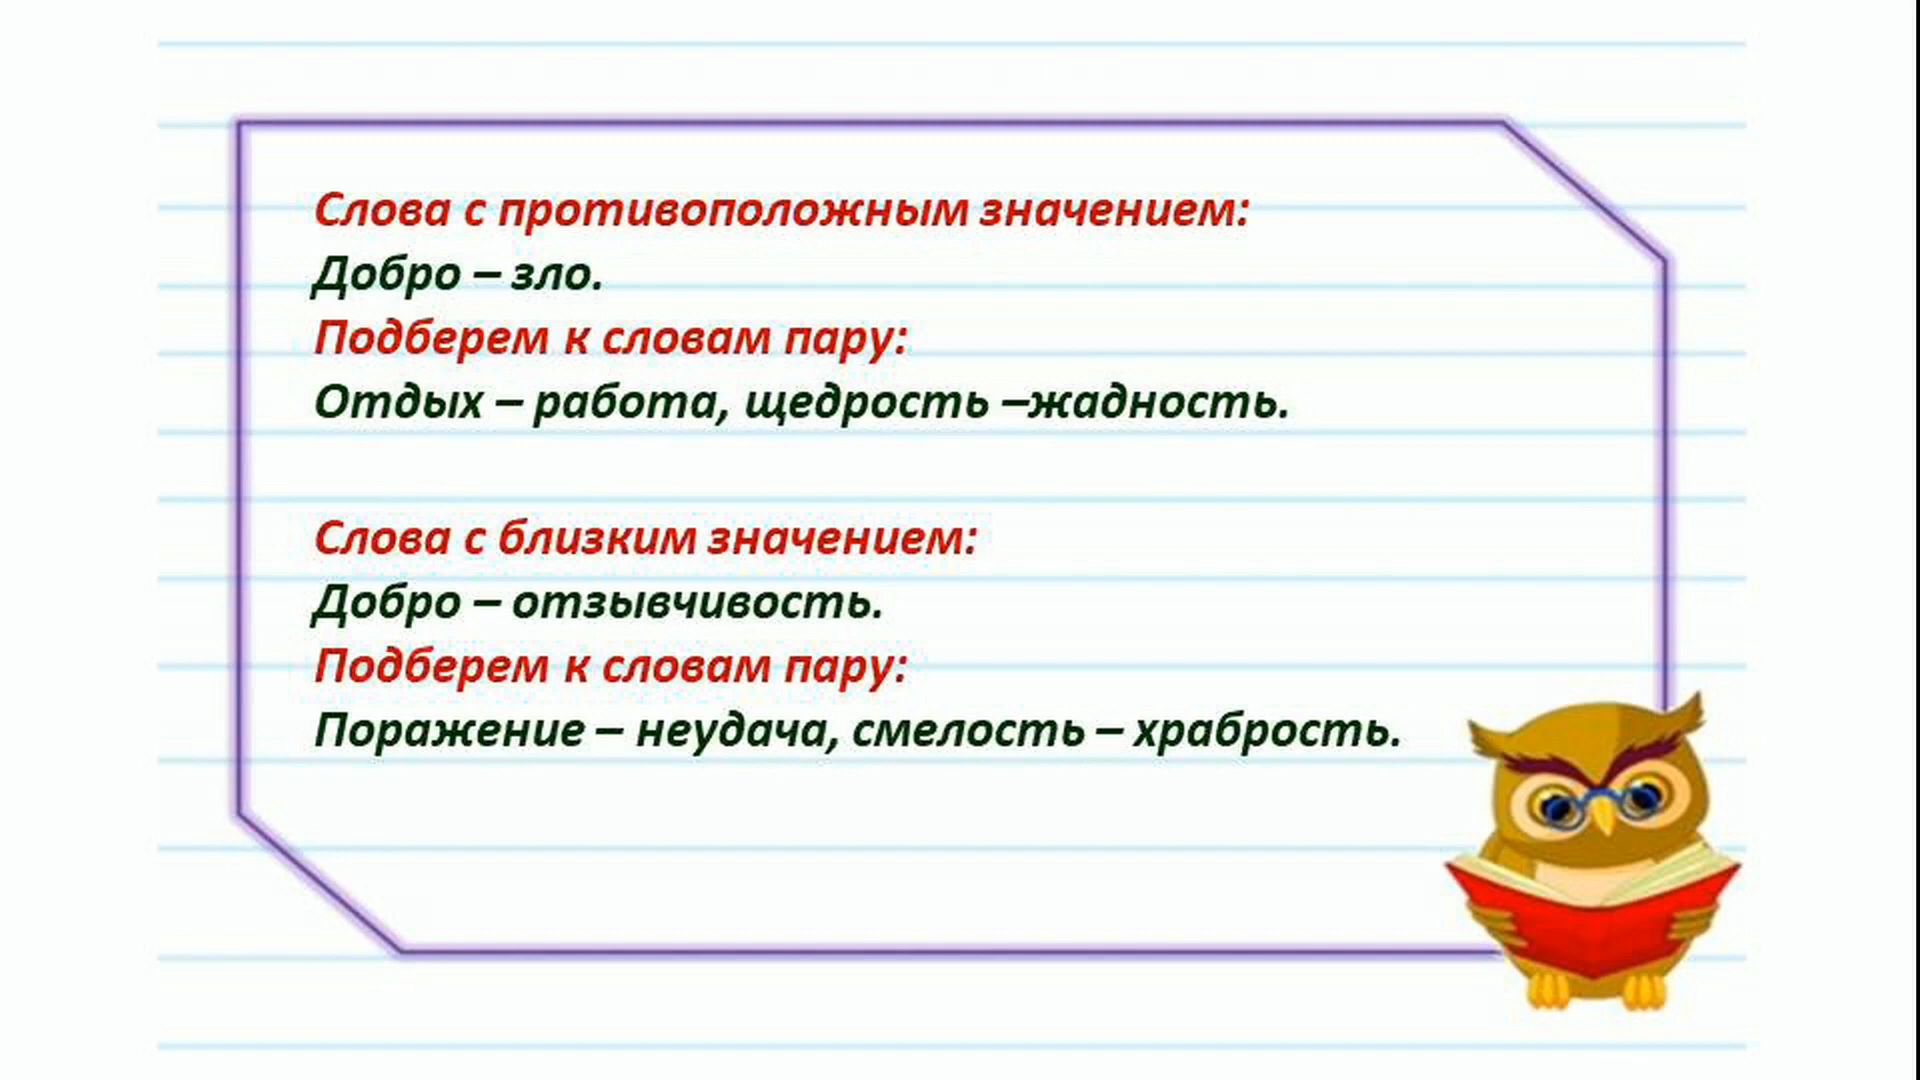 Слова с противоположным значением:
Добро – зло.
Подберем к словам пару:
Отдых – работа, щедрость –жадность.
Слова с близким значением:
Добро – отзывчивость.
Подберем к словам пару:
Поражение – неудача, смелость – храбрость.